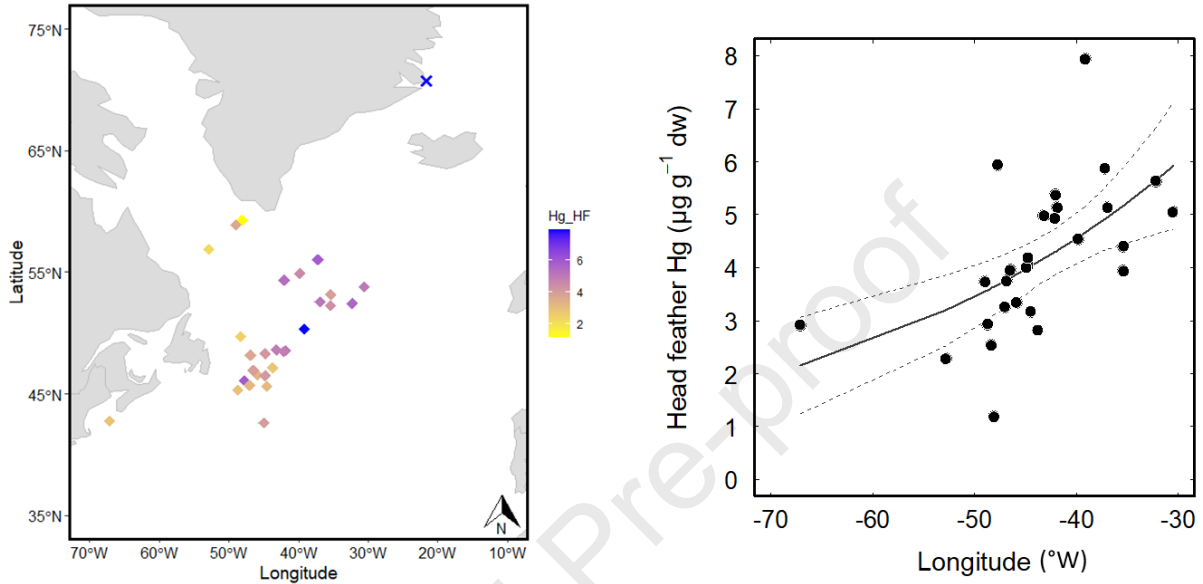 75°N
65°N
55°N
45°N
35°N
Latitude
70°W 60°W 50°W 40°W 30°W 20°W 10°W
Longitude
N
Hg_HF
6
4
2
8
7
6
5
4
3
2
1
0
Head feather Hg (µg g⁻¹ dw)
-70 -60 -50 -40 -30
Longitude (°W)
Pre-proof